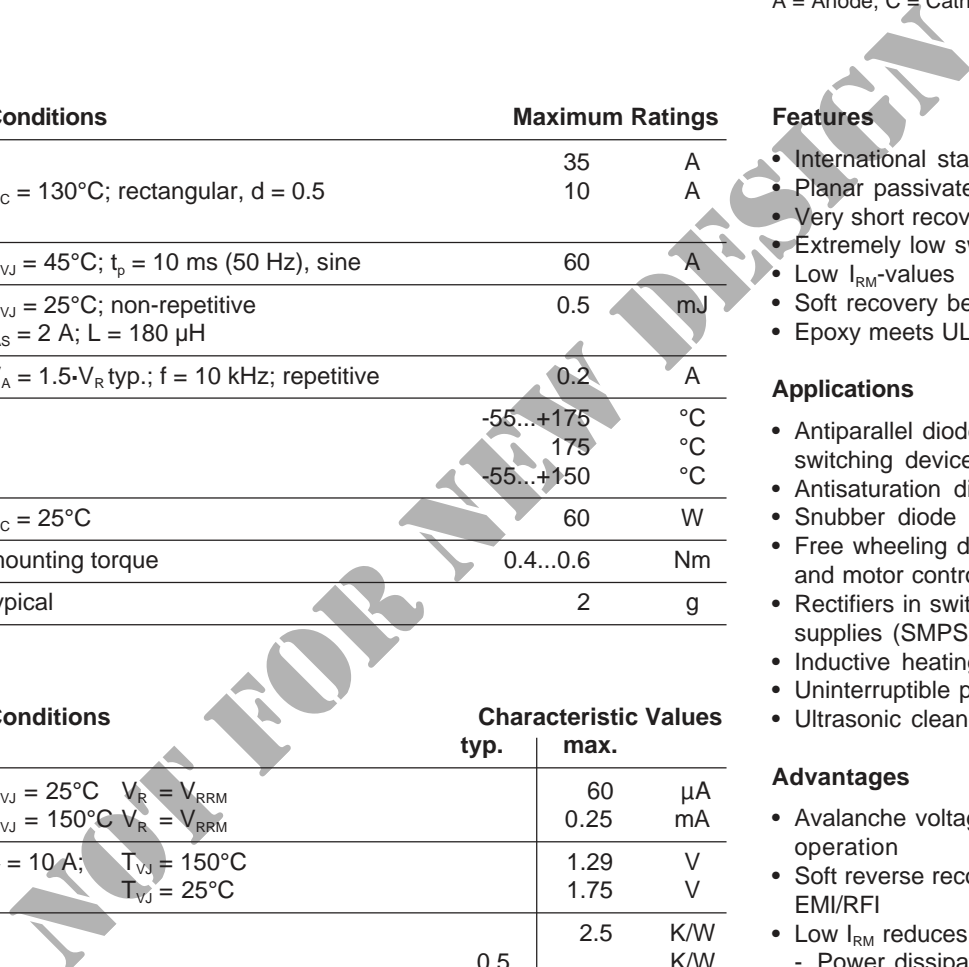 A = Anode, C =
Conditions Maximum Ratings
35 A
C = 130°C; rectangular, d = 0.5 10 A
VJ = 45°C; tp = 10 ms (50 Hz), sine 60 A
VJ = 25°C; non-repetitive 0.5 mJ
AS = 2 A; L = 180 µH
A = 1.5·VR typ.; f = 10 kHz; repetitive 0.2 A
-55...+175 °C
175 °C
-55...+150 °C
C = 25°C 60 W
mounting torque 0.4...0.6 Nm
typical 2 g
Conditions Characteristic Values
typ. max.
VJ = 25°C VR = VRRM 60 µA
VJ = 150°C VR = VRRM 0.25 mA
= 10 A; TVJ = 150°C 1.29 V
TVJ = 25°C 1.75 V
2.5 K/W
0.5 K/W
Features
• International sta
• Planar passivate
• Very short recov
• Extremely low sw
• Low IRM-values
• Soft recovery be
• Epoxy meets UL
Applications
• Antiparallel diode
switching device
• Antisaturation di
• Snubber diode
• Free wheeling d
and motor contro
• Rectifiers in swit
supplies (SMPS
• Inductive heating
• Uninterruptible p
• Ultrasonic clean
Advantages
• Avalanche voltag
operation
• Soft reverse reco
EMI/RFI
• Low IRM reduces
- Power dissipa
NOT FOR NEW DESIGN